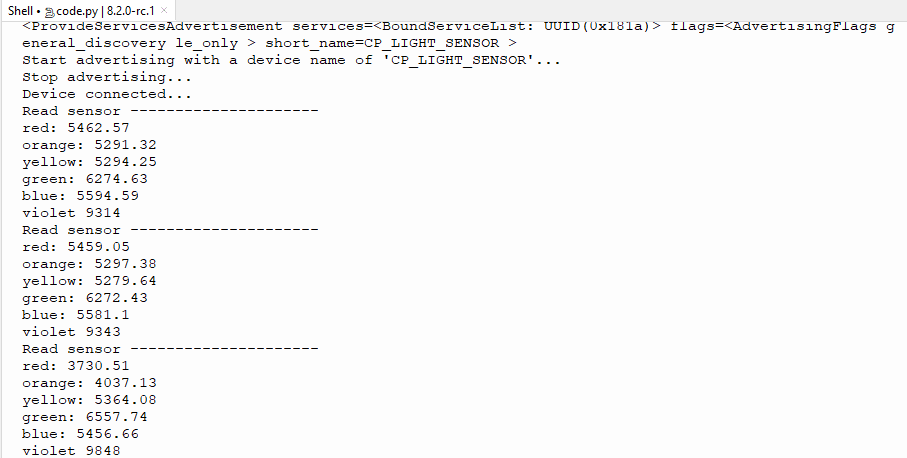 Shell • code.py | 8.2.0-rc.1 ×
<ProvideServicesAdvertisement services=<BoundServiceList: UUID(0x181a)> flags=<AdvertisingFlags g
eneral_discovery le_only > short_name=CP_LIGHT_SENSOR >
Start advertising with a device name of 'CP_LIGHT_SENSOR'...
Stop advertising...
Device connected...
Read sensor ---------------------
red: 5462.57
orange: 5291.32
yellow: 5294.25
green: 6274.63
blue: 5594.59
violet 9314
Read sensor ---------------------
red: 5459.05
orange: 5297.38
yellow: 5279.64
green: 6272.43
blue: 5581.1
violet 9343
Read sensor ---------------------
red: 3730.51
orange: 4037.13
yellow: 5364.08
green: 6557.74
blue: 5456.66
violet 9848